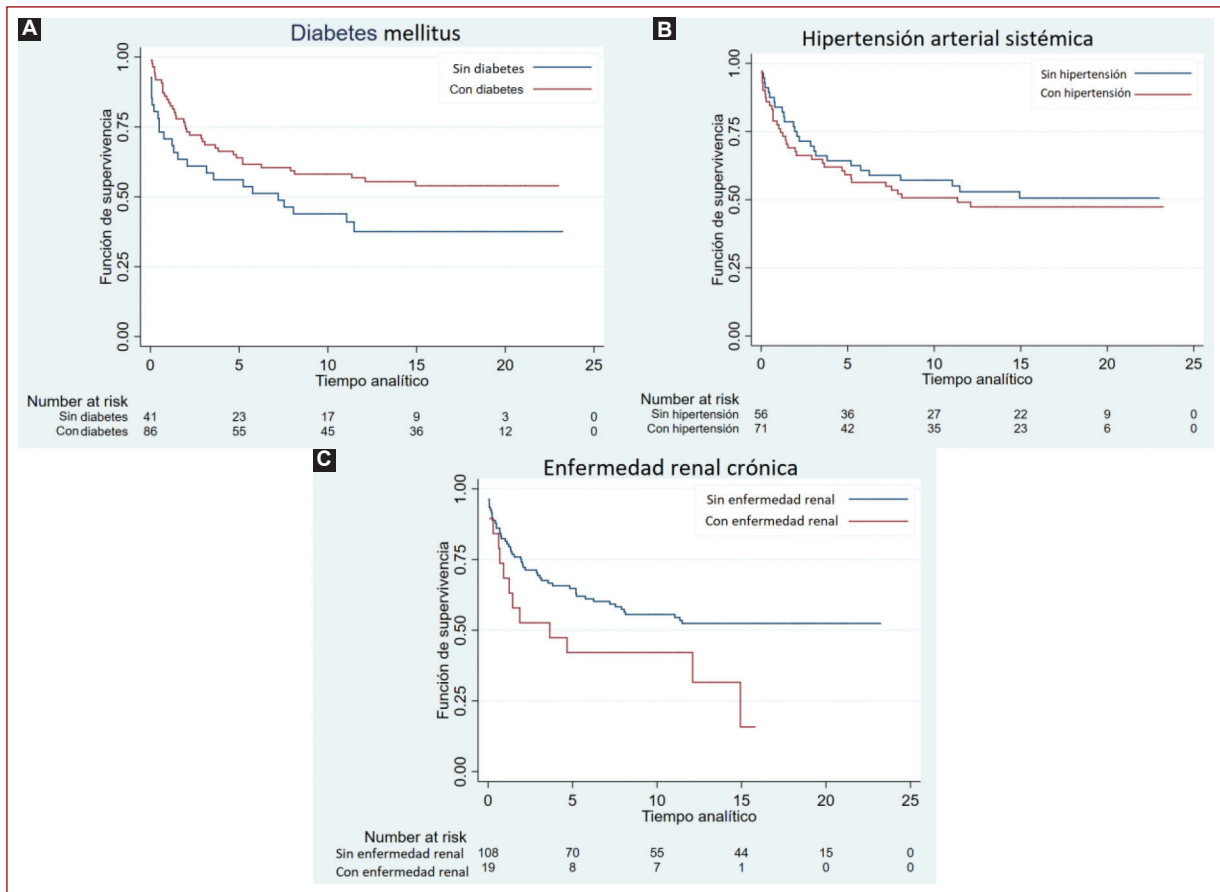 A
Diabetes mellitus
Sin diabetes
Con diabetes
Función de supervivencia
1.00
0.75
0.50
0.25
0.00
0 5 10 15 20 25
Tiempo analítico
Number at risk
Sin diabetes 41 23 17 9 3 0
Con diabetes 86 55 45 36 12 0
B
Hipertensión arterial sistémica
Sin hipertensión
Con hipertensión
Función de supervivencia
1.00
0.75
0.50
0.25
0.00
0 5 10 15 20 25
Tiempo analítico
Number at risk
Sin hipertensión 56 36 27 22 9 0
Con hipertensión 71 42 35 23 6 0
C
Enfermedad renal crónica
Sin enfermedad renal
Con enfermedad renal
Función de supervivencia
1.00
0.75
0.50
0.25
0.00
0 5 10 15 20 25
Tiempo analítico
Number at risk
Sin enfermedad renal 108 70 55 44 15 0
Con enfermedad renal 19 8 7 1 0 0